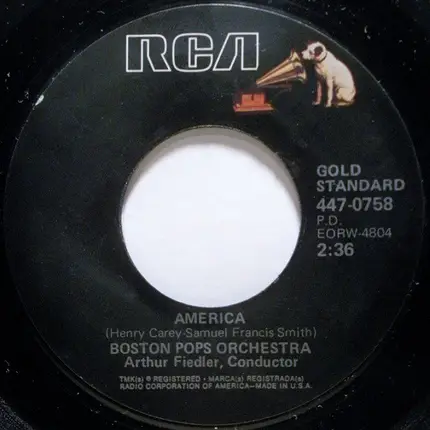 RCA
GOLD
STANDARD
447-0758
P.D.
EORW-4804
2:36
AMERICA
(Henry Carey-Samuel Francis Smith)
BOSTON POPS ORCHESTRA
Arthur Fiedler, Conductor
TMK(s) ® REGISTERED • MARCA(s) REGISTRADA(s)
RADIO CORPORATION OF AMERICA—MADE IN U.S.A.